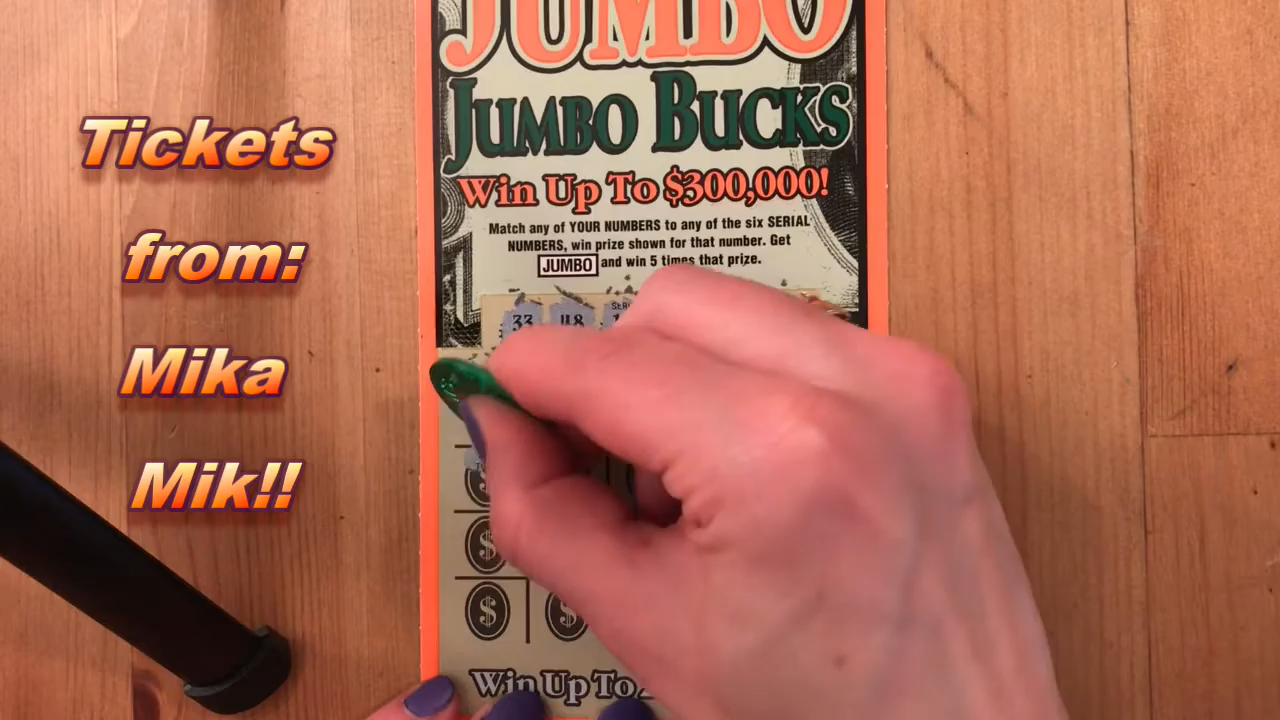 JUMBO
JUMBO BUCKS
Win Up To $300,000!
Match any of YOUR NUMBERS to any of the six SERIAL
NUMBERS, win prize shown for that number. Get
JUMBO and win 5 times that prize.
33 48
Tickets
from:
Mika
Mik!!
$
$
$ $
Win Up To